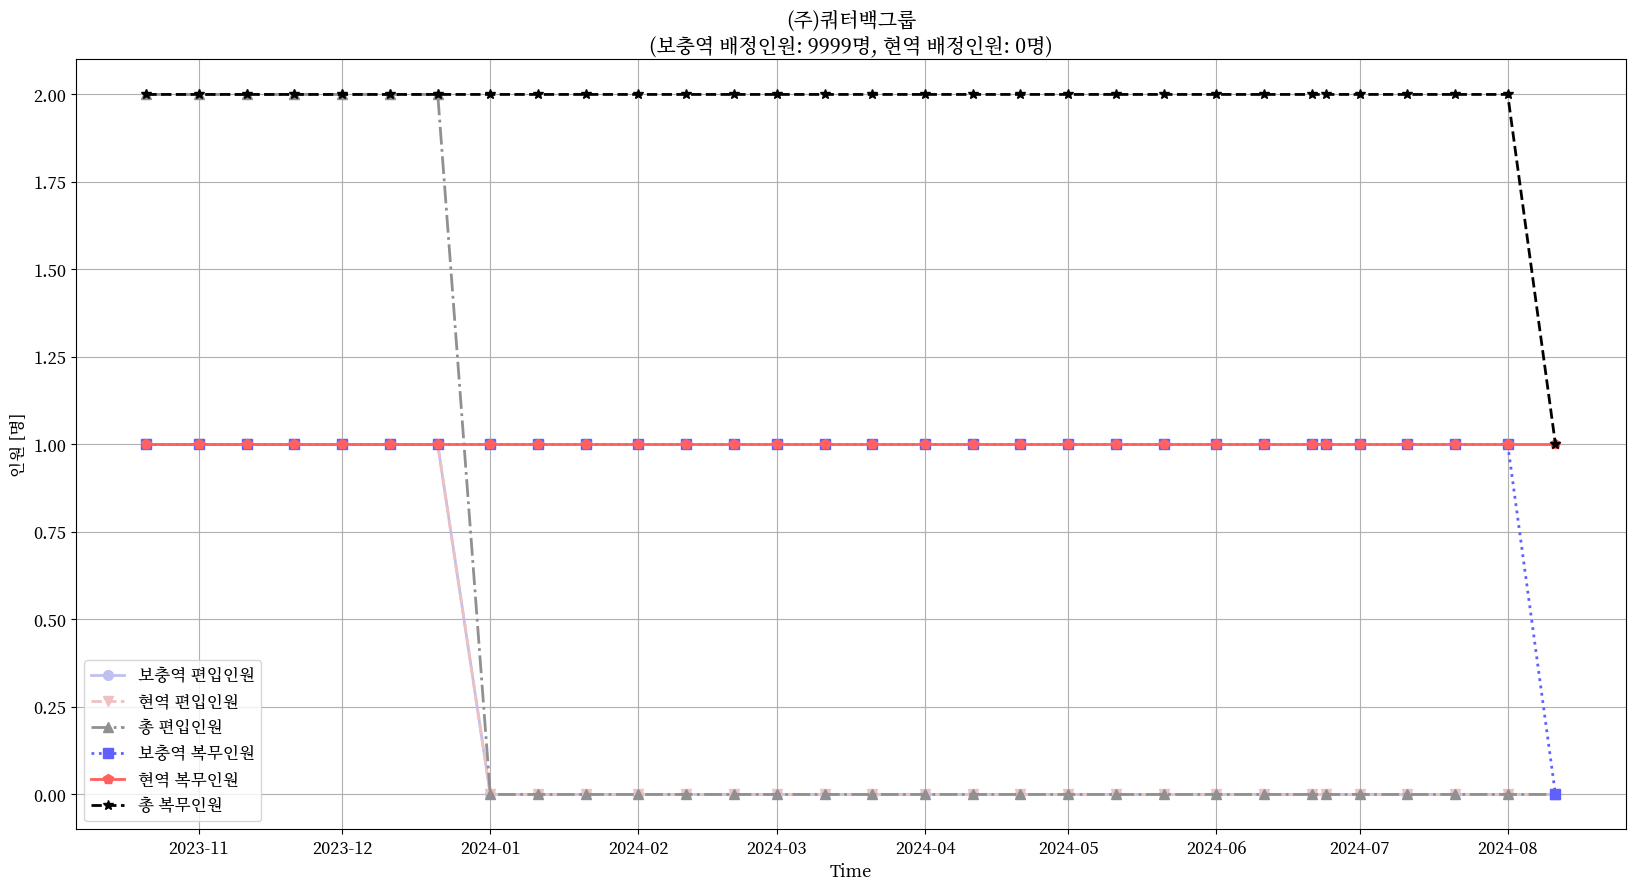 (주)쿼터백그룹
(보충역 배정인원: 9999명, 현역 배정인원: 0명)
2.00
1.75
1.50
1.25
1.00
0.75
0.50
0.25
0.00
인원 [명]
보충역 편입인원
현역 편입인원
총 편입인원
보충역 복무인원
현역 복무인원
총 복무인원
2023-11
2023-12
2024-01
2024-02
2024-03
2024-04
2024-05
2024-06
2024-07
2024-08
Time